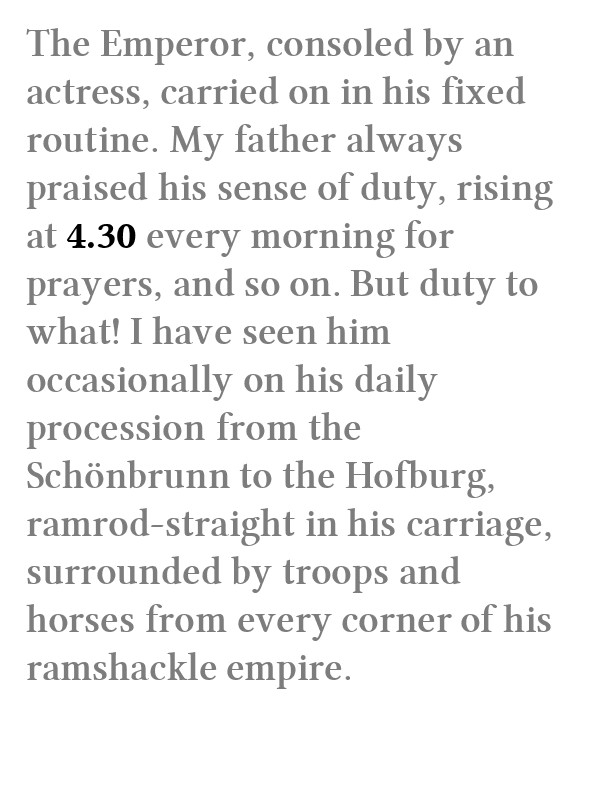 The Emperor, consoled by an
actress, carried on in his fixed
routine. My father always
praised his sense of duty, rising
at 4.30 every morning for
prayers, and so on. But duty to
what! I have seen him
occasionally on his daily
procession from the
Schönbrunn to the Hofburg,
ramrod-straight in his carriage,
surrounded by troops and
horses from every corner of his
ramshackle empire.